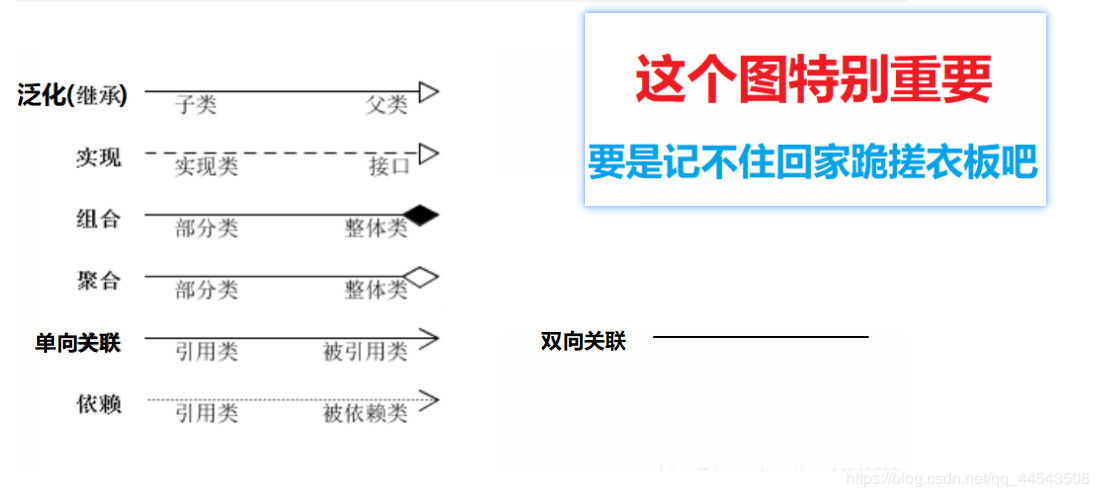 这个图特别重要
要是记不住回家跪搓衣板吧
泛化(继承)
子类 父类
实现
实现类 接口
组合
部分类 整体类
聚合
部分类 整体类
单向关联
引用类 被引用类
双向关联
依赖
引用类 被依赖类
https://blog.csdn.net/qq_44543508